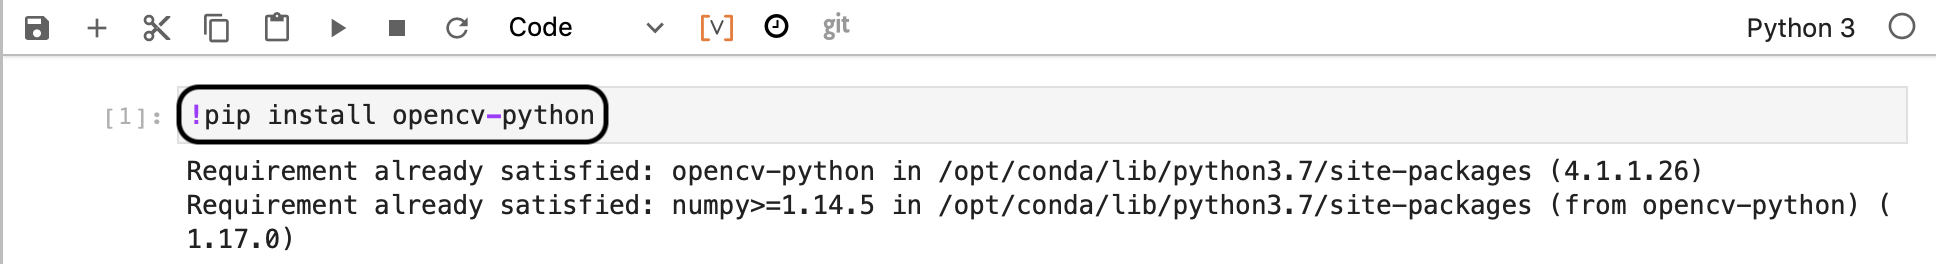 Code [V] git Python 3
[1]: !pip install opencv-python
Requirement already satisfied: opencv-python in /opt/conda/lib/python3.7/site-packages (4.1.1.26)
Requirement already satisfied: numpy>=1.14.5 in /opt/conda/lib/python3.7/site-packages (from opencv-python) (
1.17.0)